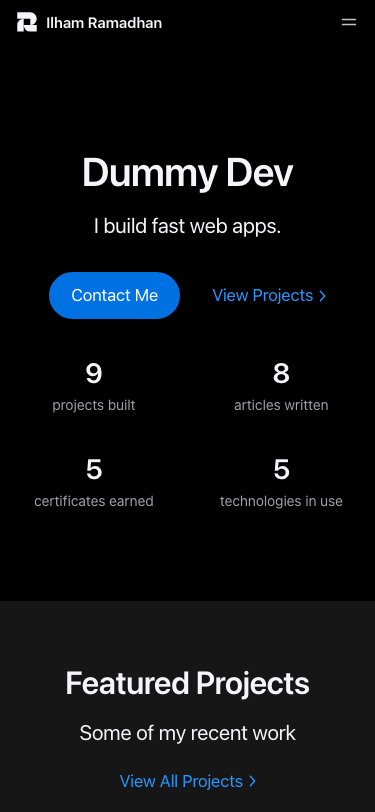 Ilham Ramadhan
Dummy Dev
I build fast web apps.
Contact Me
View Projects
9
projects built
8
articles written
5
certificates earned
5
technologies in use
Featured Projects
Some of my recent work
View All Projects